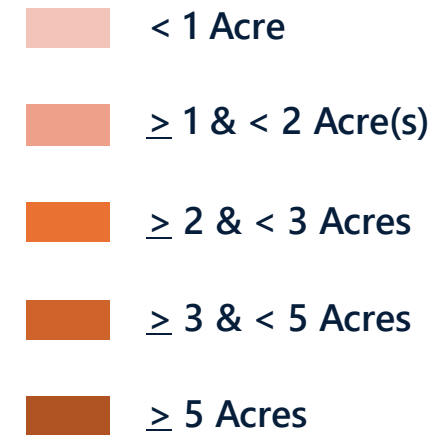 < 1 Acre
≥ 1 & < 2 Acre(s)
≥ 2 & < 3 Acres
≥ 3 & < 5 Acres
≥ 5 Acres